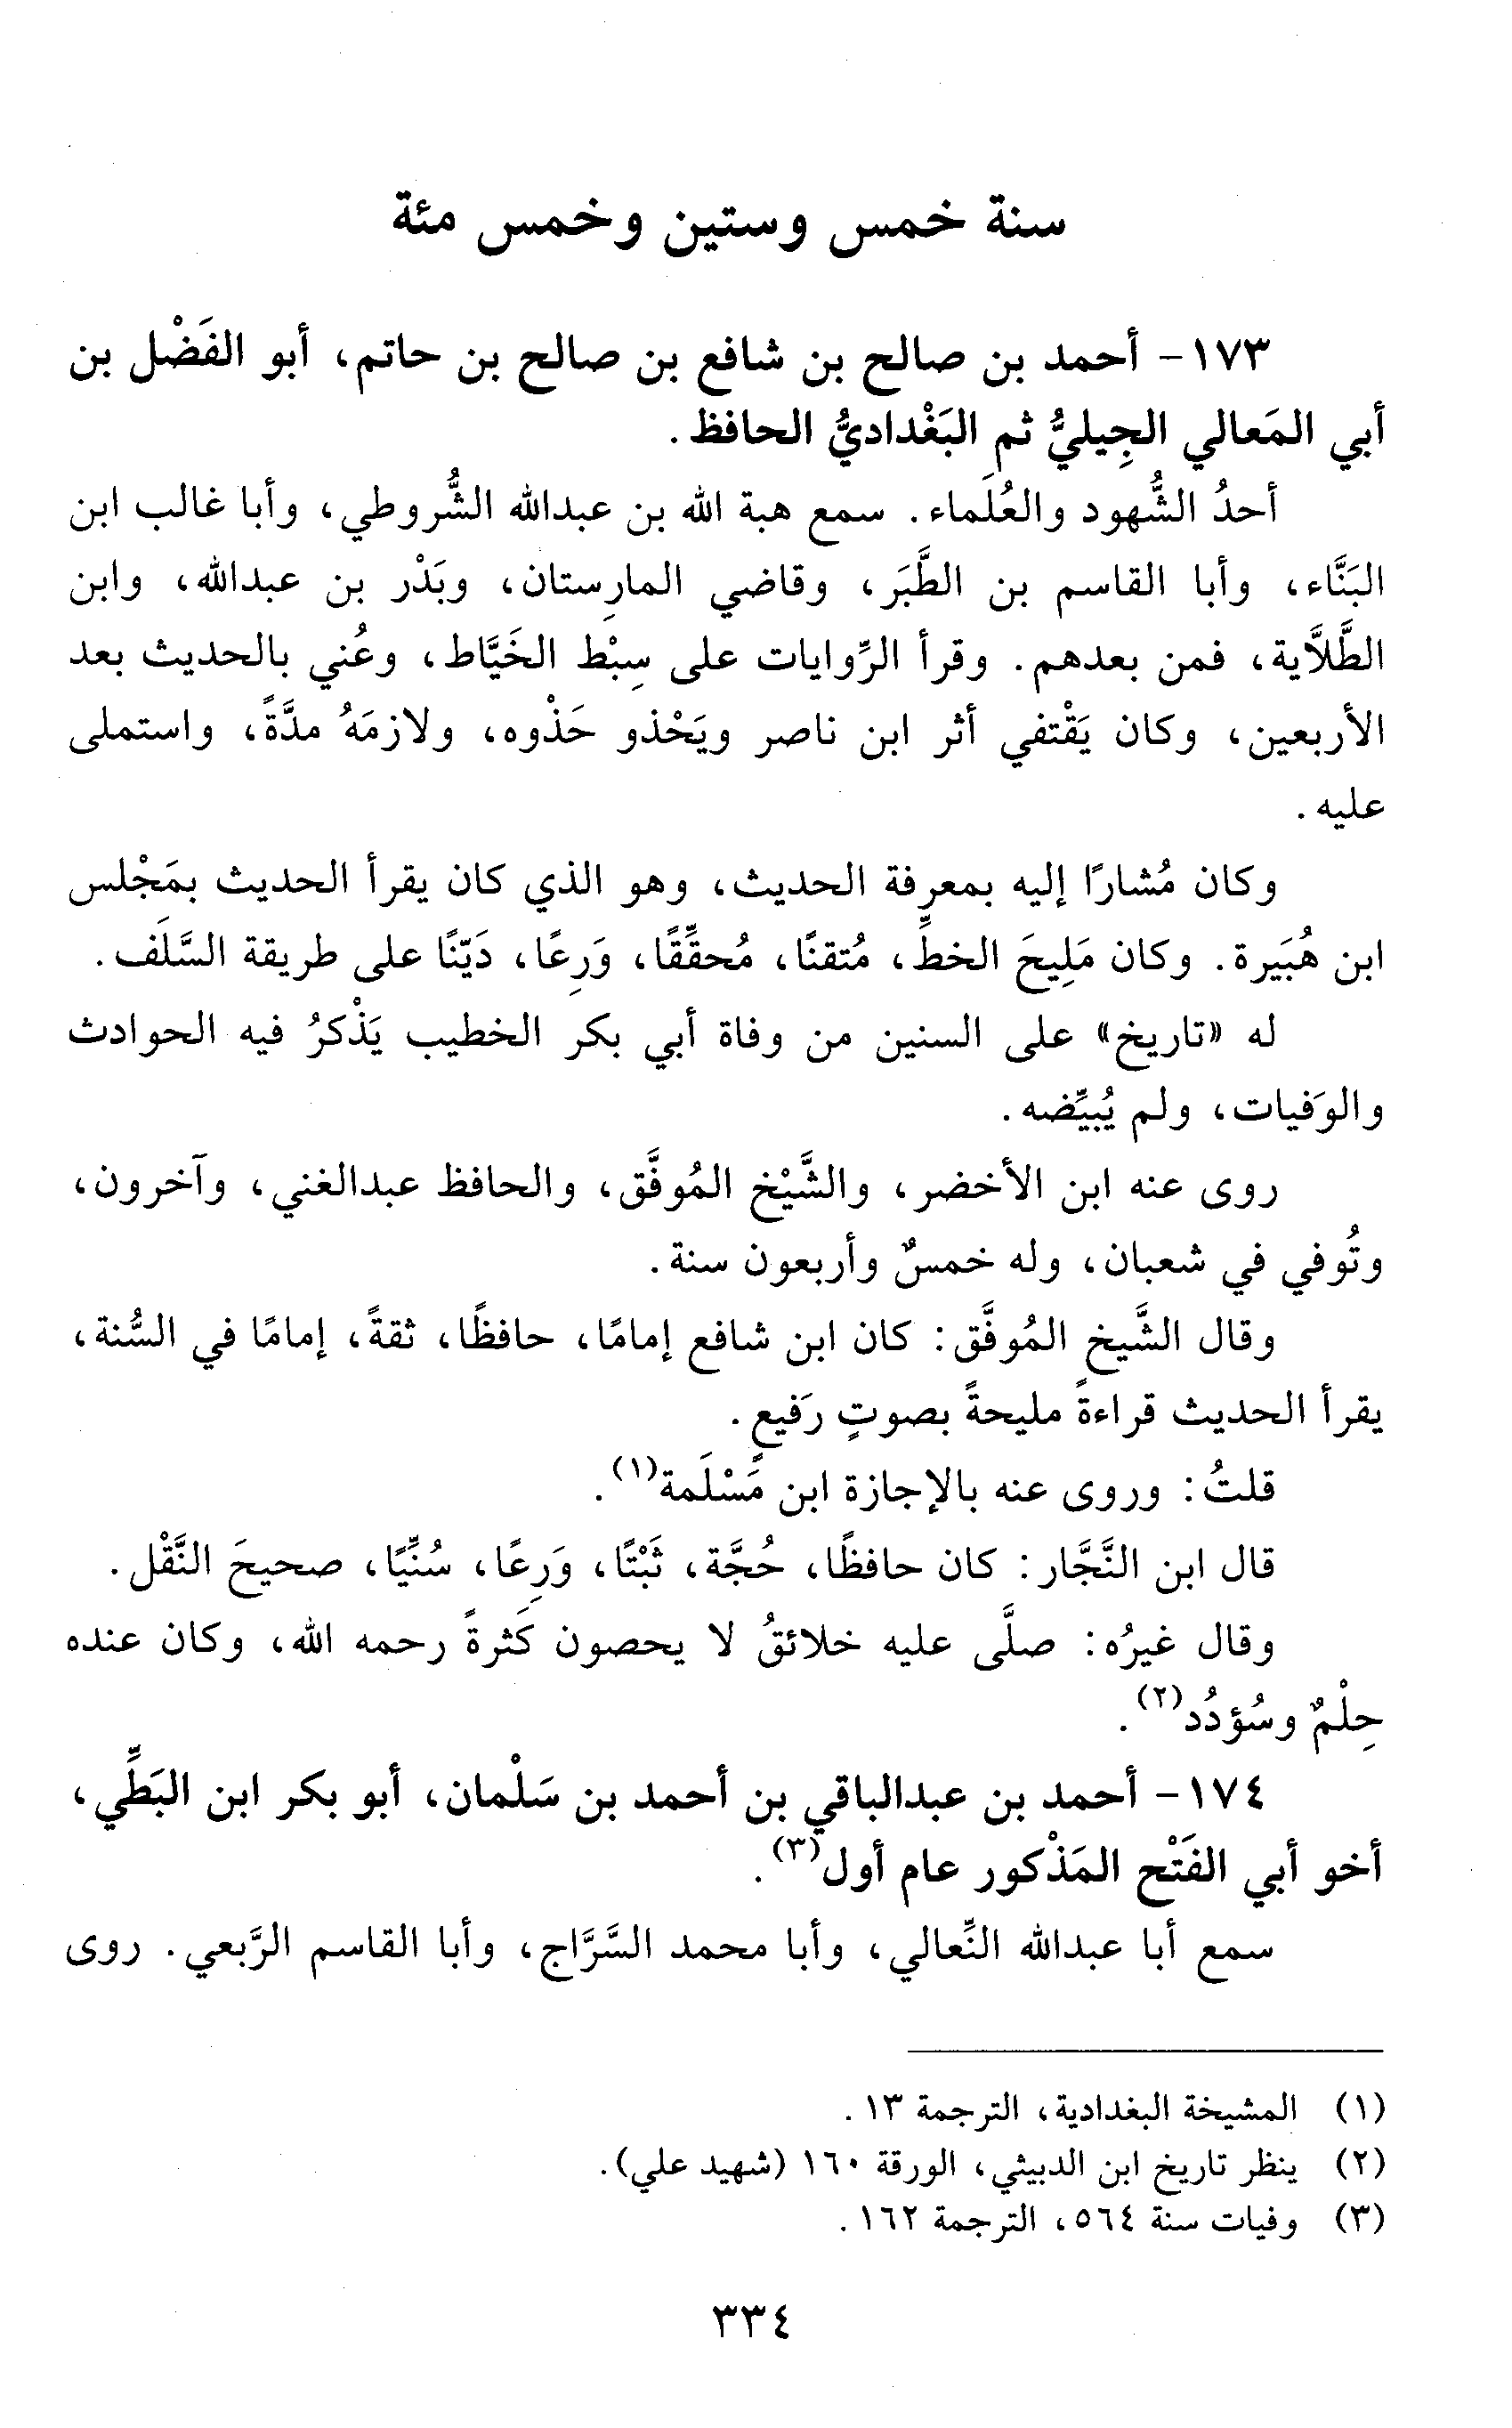 سنة خمس وستين وخمس مئة
١٧٣- أحمد بن صالح بن شافع بن صالح بن حاتم، أبو الفَضْل بن
أبي المَعالي الجِيليُّ ثم البَغْداديُّ الحافظ.
أحدُ الشُّهود والعُلَماء. سمع هبة الله بن عبدالله الشُّروطي، وأبا غالب ابن
البَنَّاء، وأبا القاسم بن الطَّبَر، وقاضي المارِستان، وبَدْر بن عبدالله، وابن
الطَّلَّاية، فمن بعدهم. وقرأ الرِّوايات على سِبْط الخَيَّاط، وعُني بالحديث بعد
الأربعين، وكان يَقْتفي أثر ابن ناصر ويَحْذو حَذْوه، ولازمَهُ مدَّةً، واستملى
عليه.
وكان مُشارًا إليه بمعرفة الحديث، وهو الذي كان يقرأ الحديث بمَجْلس
ابن هُبَيرة. وكان مَلِيحَ الخطِّ، مُتقنًا، مُحقِّقًا، وَرِعًا، دَيّنًا على طريقة السَّلَف.
له «تاريخ» على السنين من وفاة أبي بكر الخطيب يَذْكرُ فيه الحوادث
والوَفيات، ولم يُبيِّضه.
روى عنه ابن الأخضر، والشَّيْخ المُوفَّق، والحافظ عبدالغني، وآخرون،
وتُوفي في شعبان، وله خمسٌ وأربعون سنة.
وقال الشَّيخ المُوفَّق: كان ابن شافع إمامًا، حافظًا، ثقةً، إمامًا في السُّنة،
يقرأ الحديث قراءةً مليحةً بصوتٍ رَفيعٍ.
قلتُ: وروى عنه بالإجازة ابن مَسْلَمة(١).
قال ابن النَّجَّار: كان حافظًا، حُجَّة، ثَبْتًا، وَرِعًا، سُنِّيًا، صحيحَ النَّقْل.
وقال غيرُه: صلَّى عليه خلائقُ لا يحصون كَثرةً رحمه الله، وكان عنده
حِلْمٌ وسُؤدُد(٢).
١٧٤- أحمد بن عبدالباقي بن أحمد بن سَلْمان، أبو بكر ابن البَطِّي،
أخو أبي الفَتْح المَذْكور عام أول(٣).
سمع أبا عبدالله النِّعالي، وأبا محمد السَّرَّاج، وأبا القاسم الرَّبعي. روى
(١) المشيخة البغدادية، الترجمة ١٣.
(٢) ينظر تاريخ ابن الدبيثي، الورقة ١٦٠ (شهيد علي).
(٣) وفيات سنة ٥٦٤، الترجمة ١٦٢.
٣٣٤